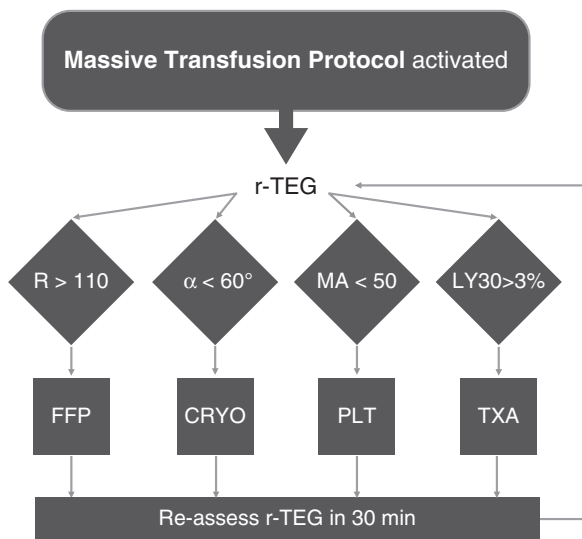 Massive Transfusion Protocol activated
r-TEG
R > 110
α < 60°
MA < 50
LY30>3%
FFP
CRYO
PLT
TXA
Re-assess r-TEG in 30 min